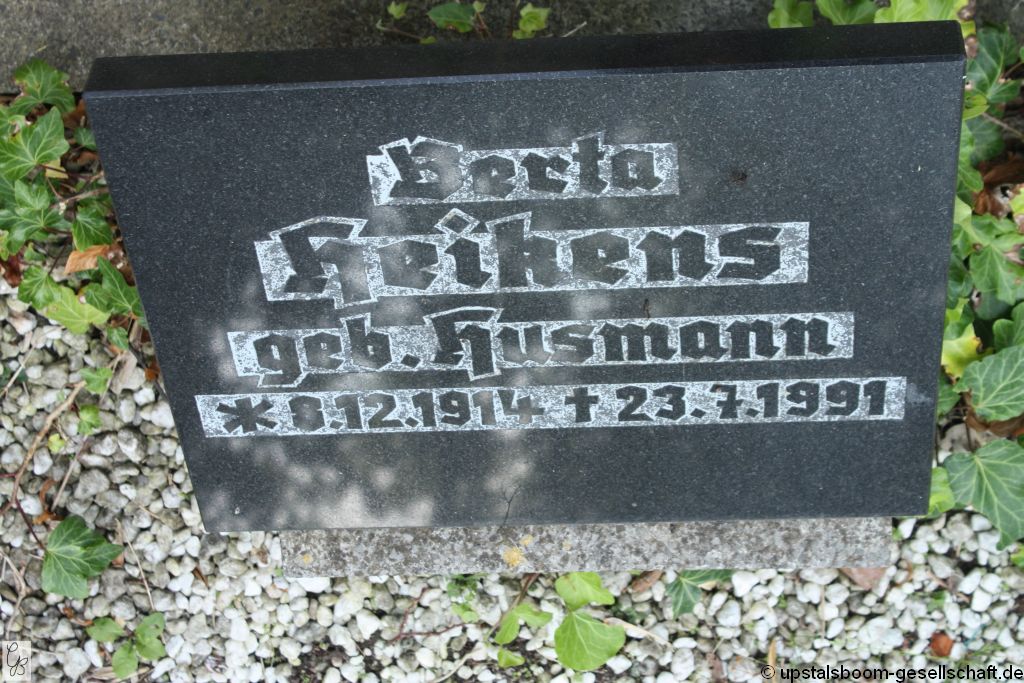 Berta
Heikens
geb. Husmann
* 8.12.1914 † 23.7.1991
© upstalsboom-gesellschaft.de